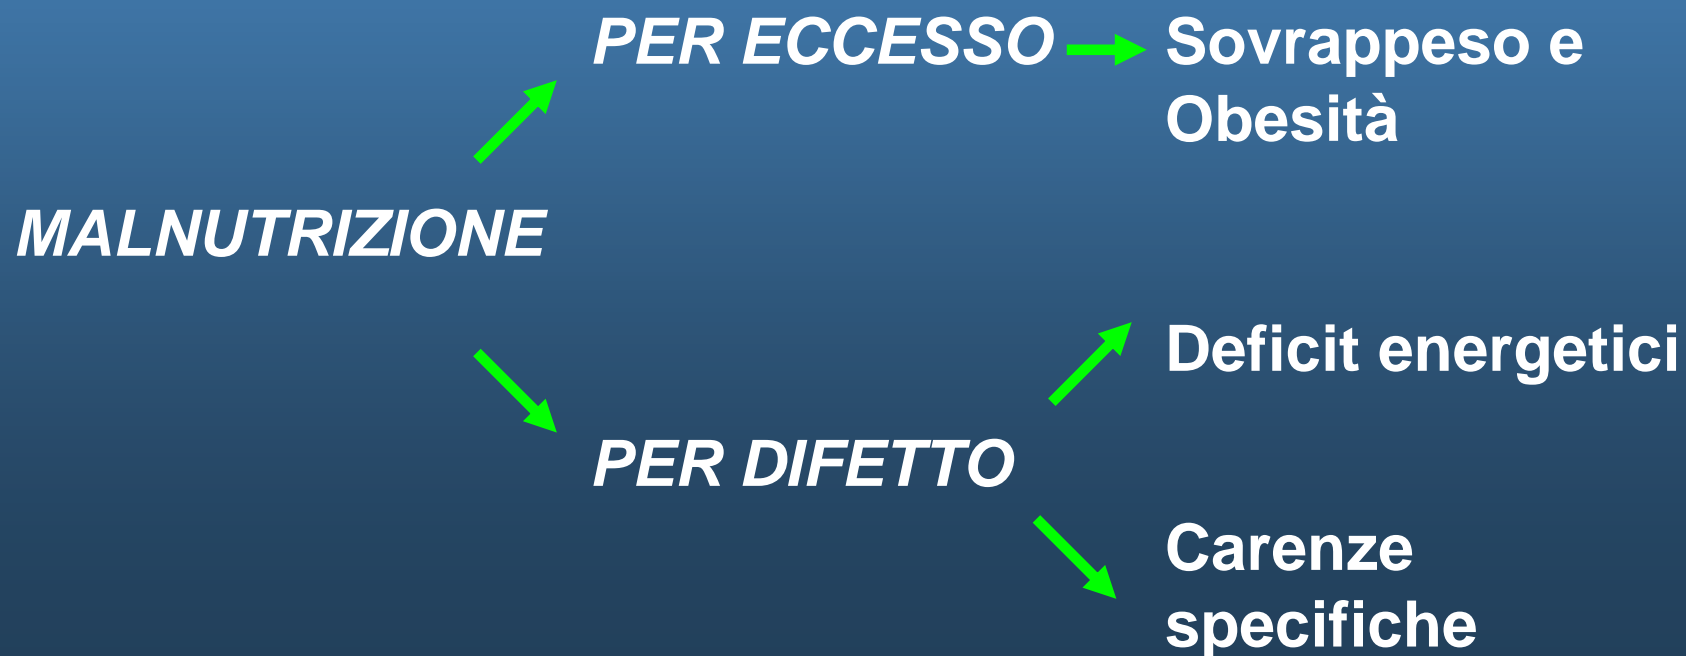 PER ECCESSO
Sovrappeso e
Obesità
MALNUTRIZIONE
Deficit energetici
PER DIFETTO
Carenze
specifiche